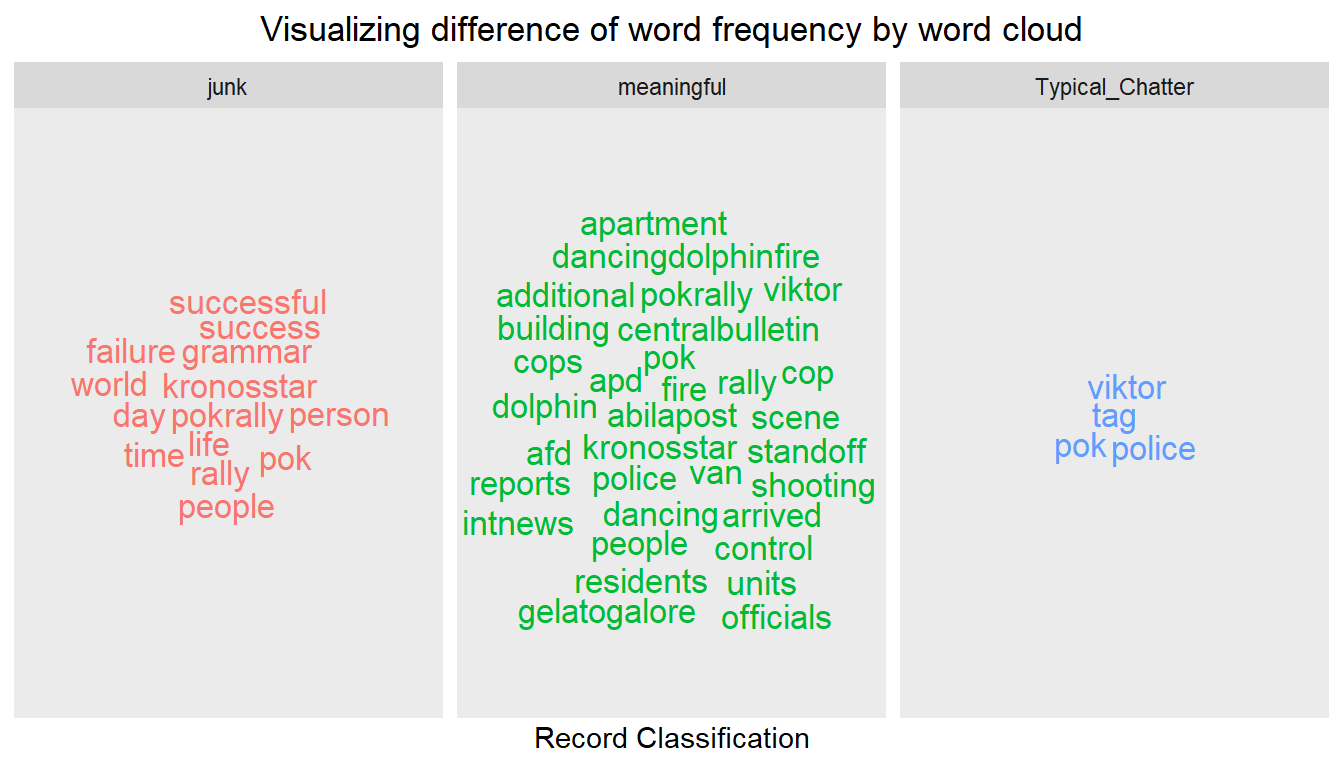 Visualizing difference of word frequency by word cloud
junk
successful
success
failure grammar
world kronosstar
day pokrally person
time life pok
rally
people
meaningful
apartment
dancingdolphinfire
additional pokrally viktor
building centralbulletin
cops pok cop
apd fire rally
dolphin abilapost scene
afd kronosstar standoff
reports police van shooting
intnews dancing arrived
people control
residents units
gelatogalore officials
Typical_Chatter
viktor
tag
pok police
Record Classification